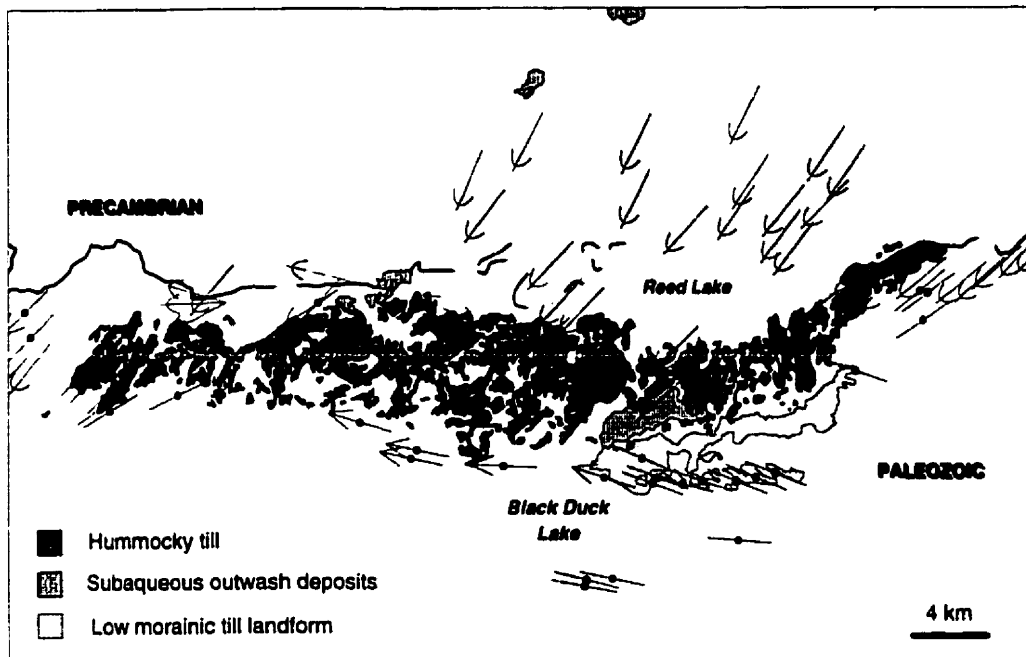 PRECAMBRIAN
Reed Lake
PALEOZOIC
Black Duck
Lake
Hummocky till
Subaqueous outwash deposits
Low morainic till landform
4 km